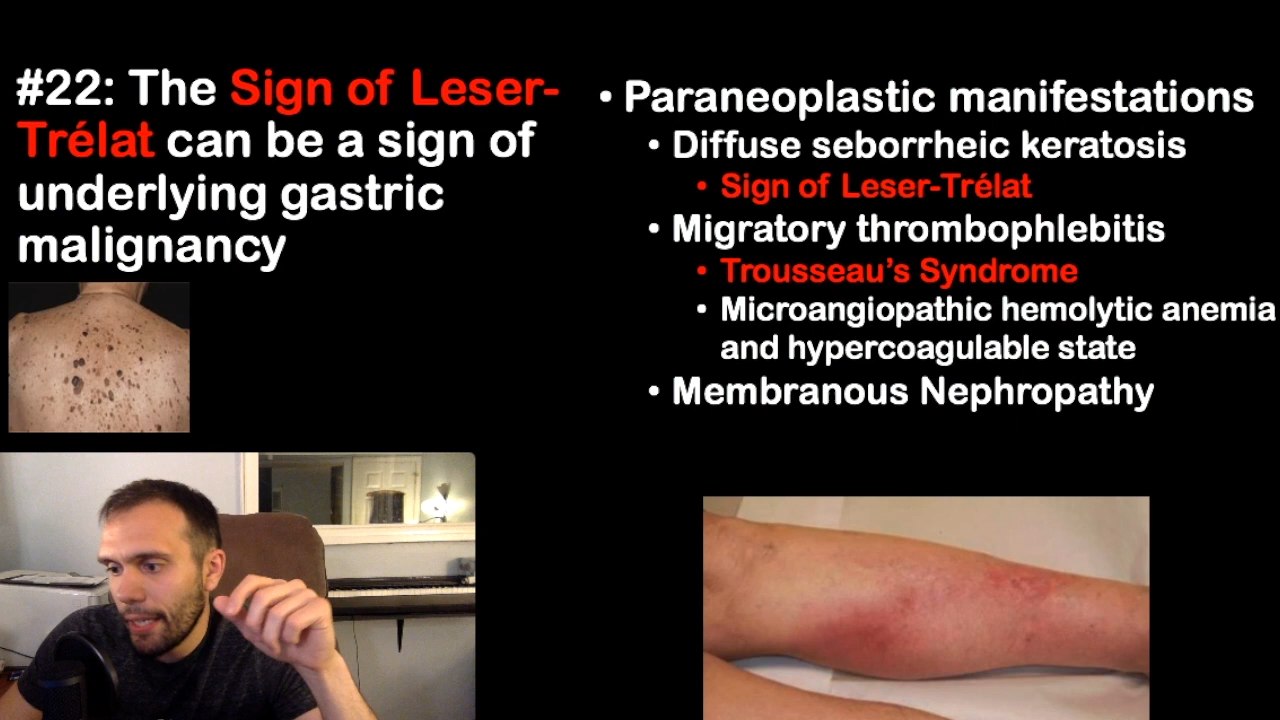 #22: The Sign of Leser-
Trélat can be a sign of
underlying gastric
malignancy
• Paraneoplastic manifestations
• Diffuse seborrheic keratosis
• Sign of Leser-Trélat
• Migratory thrombophlebitis
• Trousseau’s Syndrome
• Microangiopathic hemolytic anemia
and hypercoagulable state
• Membranous Nephropathy